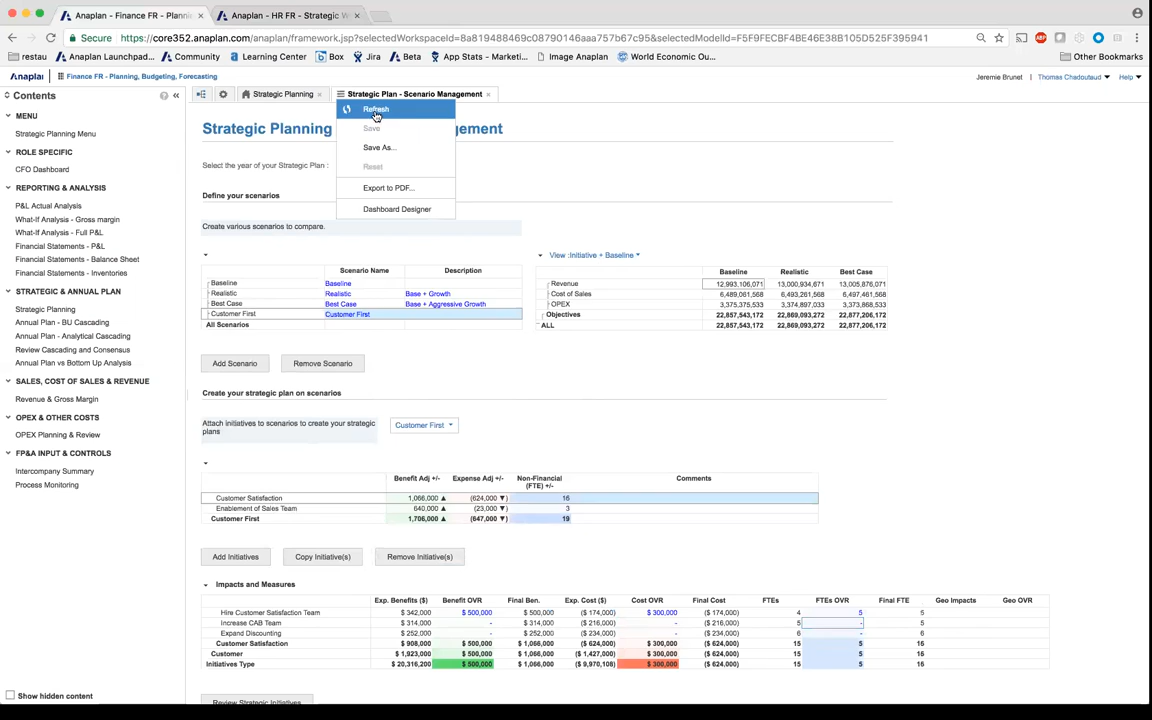 Anaplan - Finance FR - Planni
Anaplan - HR FR - Strategic W
Secure https://core352.anaplan.com/anaplan/framework.jsp?selectedWorkspaceId=8a819488469c08790146aaa757b67c95&selectedModelId=F5F9FECBF4BE46E38B105D525F395941
restau Anaplan Launchpad... Community Learning Center Box Jira Beta App Stats - Marketi... Image Anaplan World Economic Ou... Other Bookmarks
Anaplan Finance FR - Planning, Budgeting, Forecasting Jeremie Brunet Thomas Chadoutaud Help
Contents
MENU
Strategic Planning Menu
ROLE SPECIFIC
CFO Dashboard
REPORTING & ANALYSIS
P&L Actual Analysis
What-If Analysis - Gross margin
What-If Analysis - Full P&L
Financial Statements - P&L
Financial Statements - Balance Sheet
Financial Statements - Inventories
STRATEGIC & ANNUAL PLAN
Strategic Planning
Annual Plan - BU Cascading
Annual Plan - Analytical Cascading
Review Cascading and Consensus
Annual Plan vs Bottom Up Analysis
SALES, COST OF SALES & REVENUE
Revenue & Gross Margin
OPEX & OTHER COSTS
OPEX Planning & Review
FP&A INPUT & CONTROLS
Intercompany Summary
Process Monitoring
Show hidden content
Strategic Planning
Strategic Plan - Scenario Management
Refresh
Save
Save As...
Reset
Export to PDF...
Dashboard Designer
Strategic Planning gement
Select the year of your Strategic Plan :
Define your scenarios
Create various scenarios to compare.
Scenario Name Description
Baseline Baseline
Realistic Realistic Base + Growth
Best Case Best Case Base + Aggressive Growth
Customer First Customer First
All Scenarios
View :Initiative + Baseline
Baseline Realistic Best Case
Revenue 12,993,106,071 13,000,934,671 13,005,876,071
Cost of Sales 6,489,061,568 6,493,261,568 6,497,461,568
OPEX 3,375,375,533 3,374,897,033 3,373,868,533
Objectives 22,857,543,172 22,869,093,272 22,877,206,172
ALL 22,857,543,172 22,869,093,272 22,877,206,172
Add Scenario Remove Scenario
Create your strategic plan on scenarios
Attach initiatives to scenarios to create your strategic
plans
Customer First
Benefit Adj +/- Expense Adj +/- Non-Financial (FTE) +/- Comments
Customer Satisfaction 1,066,000 ▲ (624,000 ▼) 16
Enablement of Sales Team 640,000 ▲ (23,000 ▼) 3
Customer First 1,706,000 ▲ (647,000 ▼) 19
Add Initiatives Copy Initiative(s) Remove Initiative(s)
Impacts and Measures
Exp. Benefits ($) Benefit OVR Final Ben. Exp. Cost ($) Cost OVR Final Cost FTEs FTEs OVR Final FTE Geo Impacts Geo OVR
Hire Customer Satisfaction Team $ 342,000 $ 500,000 $ 500,000 ($ 174,000) $ 300,000 ($ 174,000) 4 5 5
Increase CAB Team $ 314,000 - $ 314,000 ($ 216,000) - ($ 216,000) 5 - 5
Expand Discounting $ 252,000 - $ 252,000 ($ 234,000) - ($ 234,000) 6 - 6
Customer Satisfaction $ 908,000 $ 500,000 $ 1,066,000 ($ 624,000) $ 300,000 ($ 624,000) 15 5 16
Customer $ 1,923,000 $ 500,000 $ 1,066,000 ($ 1,427,000) $ 300,000 ($ 624,000) 15 5 16
Initiatives Type $ 20,316,200 $ 500,000 $ 1,066,000 ($ 9,970,108) $ 300,000 ($ 624,000) 15 5 16
Review Strategic Initiatives